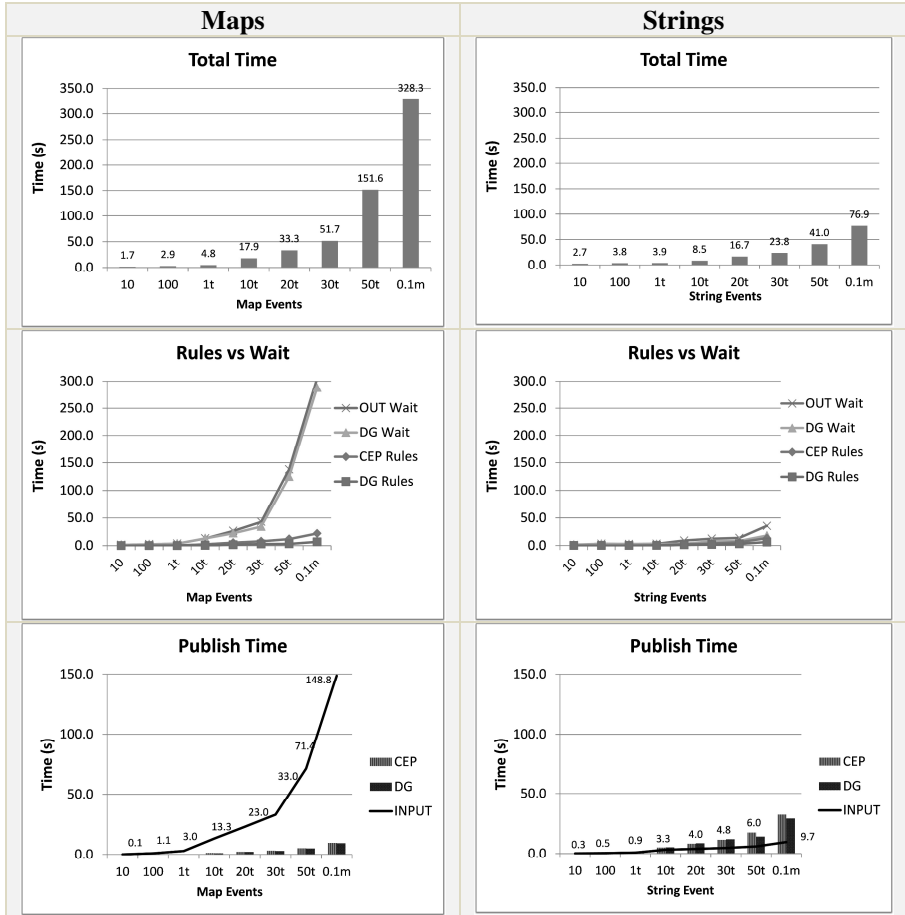 Maps
Strings
Total Time
350.0
300.0
250.0
200.0
150.0
100.0
50.0
0.0
Time (s)
1.7
2.9
4.8
17.9
33.3
51.7
151.6
328.3
10 100 1t 10t 20t 30t 50t 0.1m
Map Events
Total Time
350.0
300.0
250.0
200.0
150.0
100.0
50.0
0.0
Time (s)
2.7
3.8
3.9
8.5
16.7
23.8
41.0
76.9
10 100 1t 10t 20t 30t 50t 0.1m
String Events
Rules vs Wait
300.0
250.0
200.0
150.0
100.0
50.0
0.0
Time (s)
OUT Wait
DG Wait
CEP Rules
DG Rules
10 100 1t 10t 20t 30t 50t 0.1m
Map Events
Rules vs Wait
300.0
250.0
200.0
150.0
100.0
50.0
0.0
Time (s)
OUT Wait
DG Wait
CEP Rules
DG Rules
10 100 1t 10t 20t 30t 50t 0.1m
String Events
Publish Time
150.0
100.0
50.0
0.0
Time (s)
0.1
1.1
3.0
13.3
23.0
33.0
71.4
148.8
CEP
DG
INPUT
10 100 1t 10t 20t 30t 50t 0.1m
Map Events
Publish Time
150.0
100.0
50.0
0.0
Time (s)
0.3
0.5
0.9
3.3
4.0
4.8
6.0
9.7
CEP
DG
INPUT
10 100 1t 10t 20t 30t 50t 0.1m
String Event